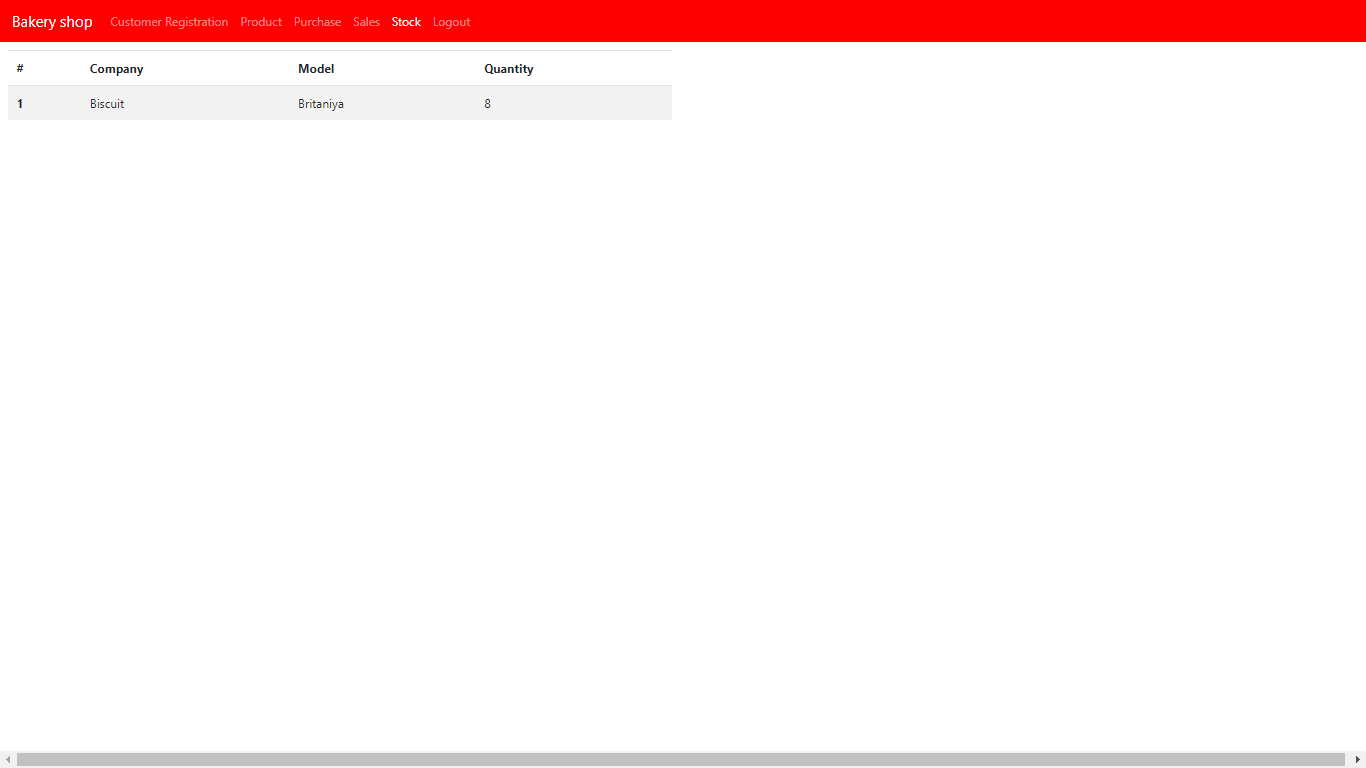 Bakery shop Customer Registration Product Purchase Sales Stock Logout
# Company Model Quantity
1 Biscuit Britaniya 8